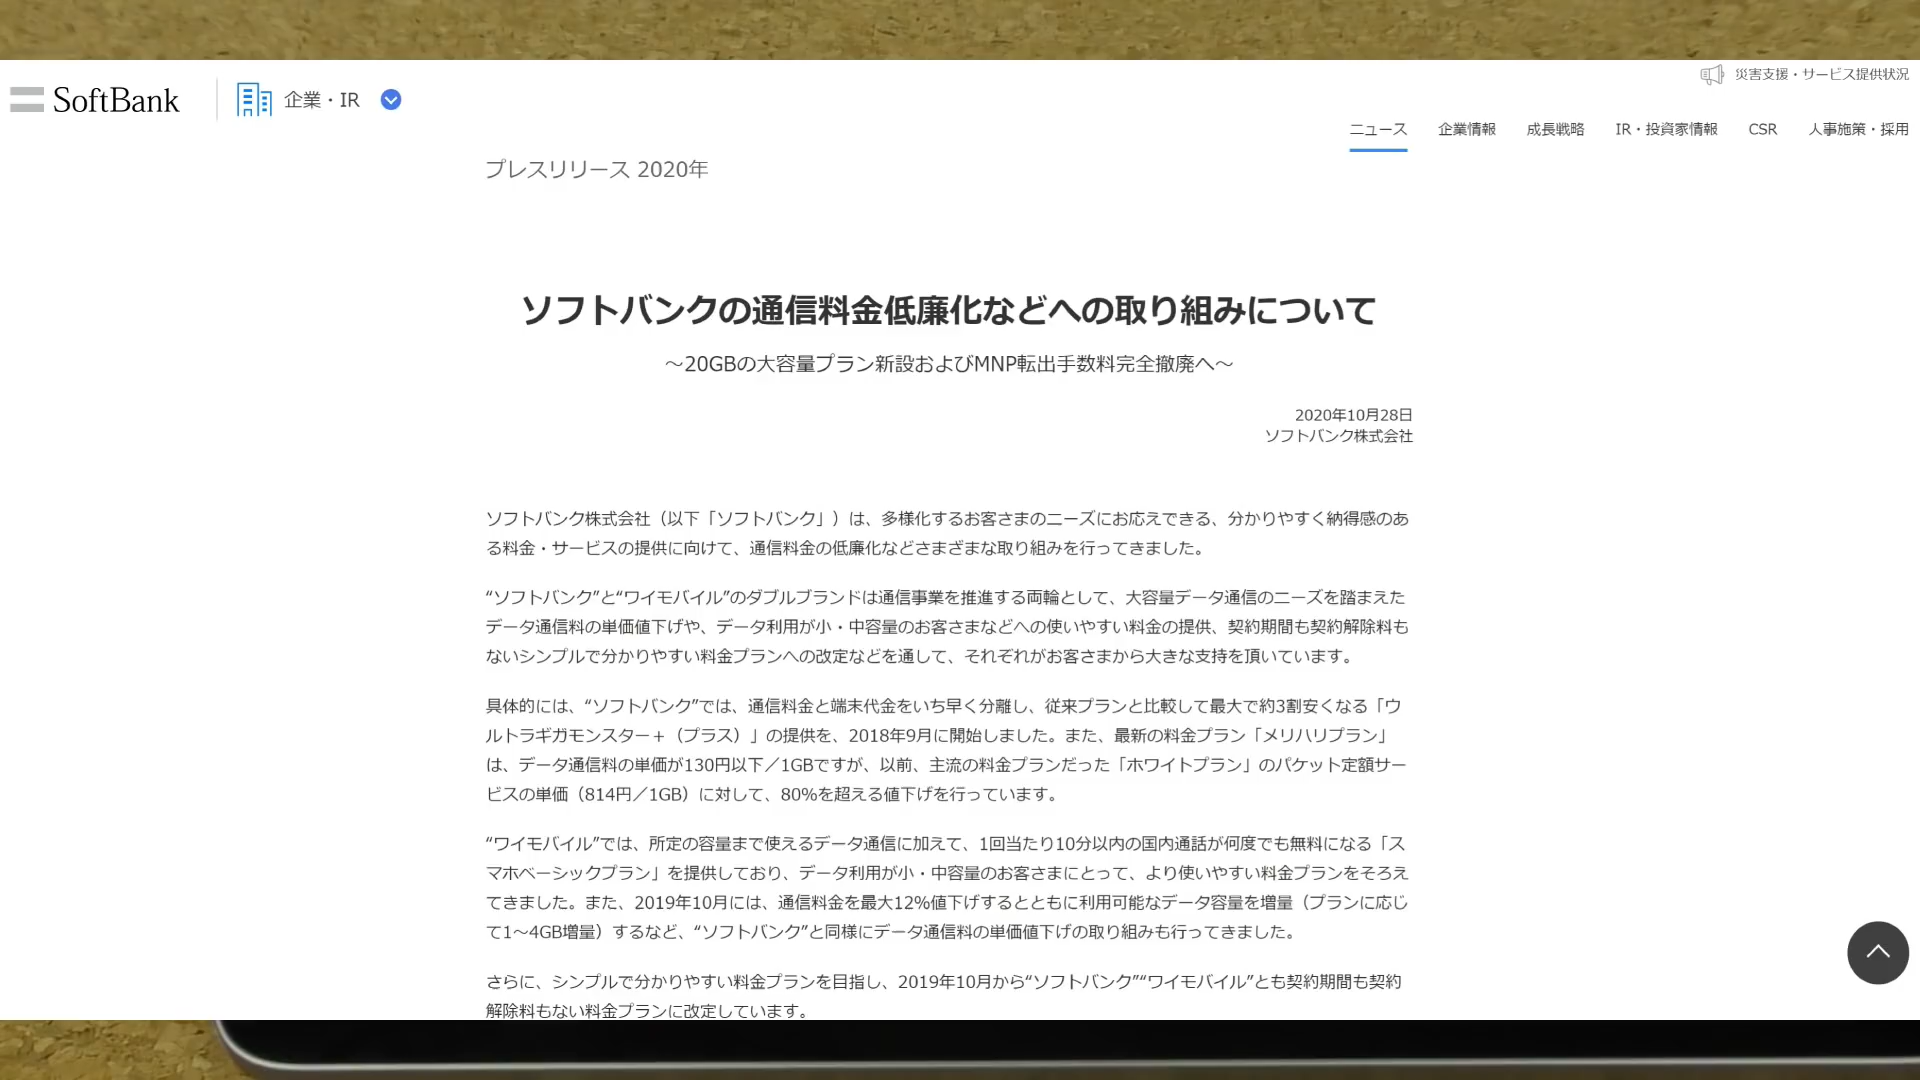 災害支援・サービス提供状況
SoftBank
企業・IR
ニュース 企業情報 成長戦略 IR・投資家情報 CSR 人事施策・採用
プレスリリース 2020年
ソフトバンクの通信料金低廉化などへの取り組みについて
～20GBの大容量プラン新設およびMNP転出手数料完全撤廃へ～
2020年10月28日
ソフトバンク株式会社
ソフトバンク株式会社（以下「ソフトバンク」）は、多様化するお客さまのニーズにお応えできる、分かりやすく納得感のあ
る料金・サービスの提供に向けて、通信料金の低廉化などさまざまな取り組みを行ってきました。
“ソフトバンク”と“ワイモバイル”のダブルブランドは通信事業を推進する両輪として、大容量データ通信のニーズを踏まえた
データ通信料の単価値下げや、データ利用が小・中容量のお客さまなどへの使いやすい料金の提供、契約期間も契約解除料も
ないシンプルで分かりやすい料金プランへの改定などを通して、それぞれがお客さまから大きな支持を頂いています。
具体的には、“ソフトバンク”では、通信料金と端末代金をいち早く分離し、従来プランと比較して最大で約3割安くなる「ウ
ルトラギガモンスター＋（プラス）」の提供を、2018年9月に開始しました。また、最新の料金プラン「メリハリプラン」
は、データ通信料の単価が130円以下／1GBですが、以前、主流の料金プランだった「ホワイトプラン」のパケット定額サー
ビスの単価（814円／1GB）に対して、80%を超える値下げを行っています。
“ワイモバイル”では、所定の容量まで使えるデータ通信に加えて、1回当たり10分以内の国内通話が何度でも無料になる「ス
マホベーシックプラン」を提供しており、データ利用が小・中容量のお客さまにとって、より使いやすい料金プランをそろえ
てきました。また、2019年10月には、通信料金を最大12%値下げするとともに利用可能なデータ容量を増量（プランに応じ
て1～4GB増量）するなど、“ソフトバンク”と同様にデータ通信料の単価値下げの取り組みも行ってきました。
さらに、シンプルで分かりやすい料金プランを目指し、2019年10月から“ソフトバンク”“ワイモバイル”とも契約期間も契約
解除料もない料金プランに改定しています。